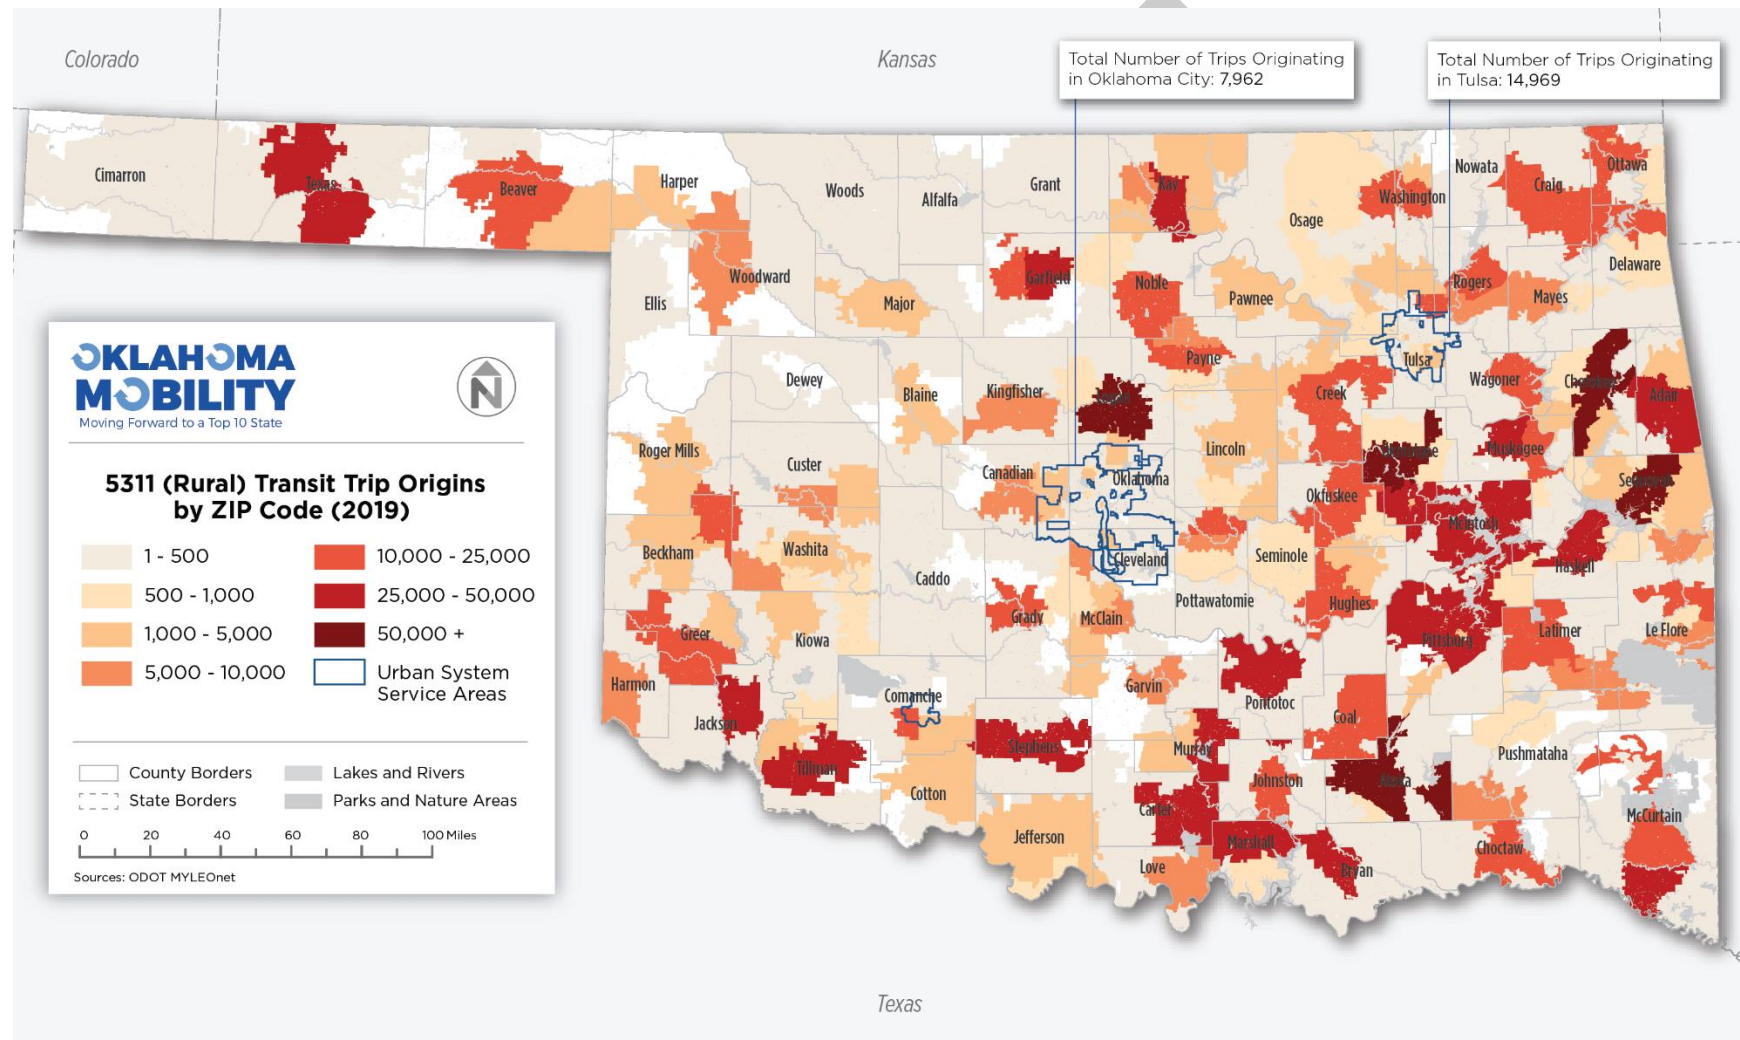 Colorado
Kansas
Total Number of Trips Originating
in Oklahoma City: 7,962
Total Number of Trips Originating
in Tulsa: 14,969
Cimarron
Texas
Beaver
Harper
Woods
Alfalfa
Grant
Kay
Osage
Washington
Nowata
Craig
Ottawa
Ellis
Woodward
Major
Garfield
Noble
Pawnee
Rogers
Mayes
Delaware
Dewey
Blaine
Kingfisher
Logan
Payne
Creek
Tulsa
Wagoner
Cherokee
Adair
Roger Mills
Custer
Canadian
Oklahoma
Lincoln
Okfuskee
Okmulgee
Muskogee
Sequoyah
Beckham
Washita
Caddo
Cleveland
Seminole
McIntosh
Haskell
Greer
Kiowa
Grady
McClain
Pottawatomie
Hughes
Pittsburg
Latimer
Le Flore
Harmon
Jackson
Comanche
Garvin
Pontotoc
Coal
Tillman
Stephens
Murray
Johnston
Atoka
Pushmataha
Cotton
Jefferson
Carter
Love
Marshall
Bryan
Choctaw
McCurtain
OKLAHOMA
MOBILITY
Moving Forward to a Top 10 State
N
5311 (Rural) Transit Trip Origins
by ZIP Code (2019)
1 - 500
500 - 1,000
1,000 - 5,000
5,000 - 10,000
10,000 - 25,000
25,000 - 50,000
50,000 +
Urban System
Service Areas
County Borders
State Borders
Lakes and Rivers
Parks and Nature Areas
0 20 40 60 80 100 Miles
Sources: ODOT MYLEOnet
Texas